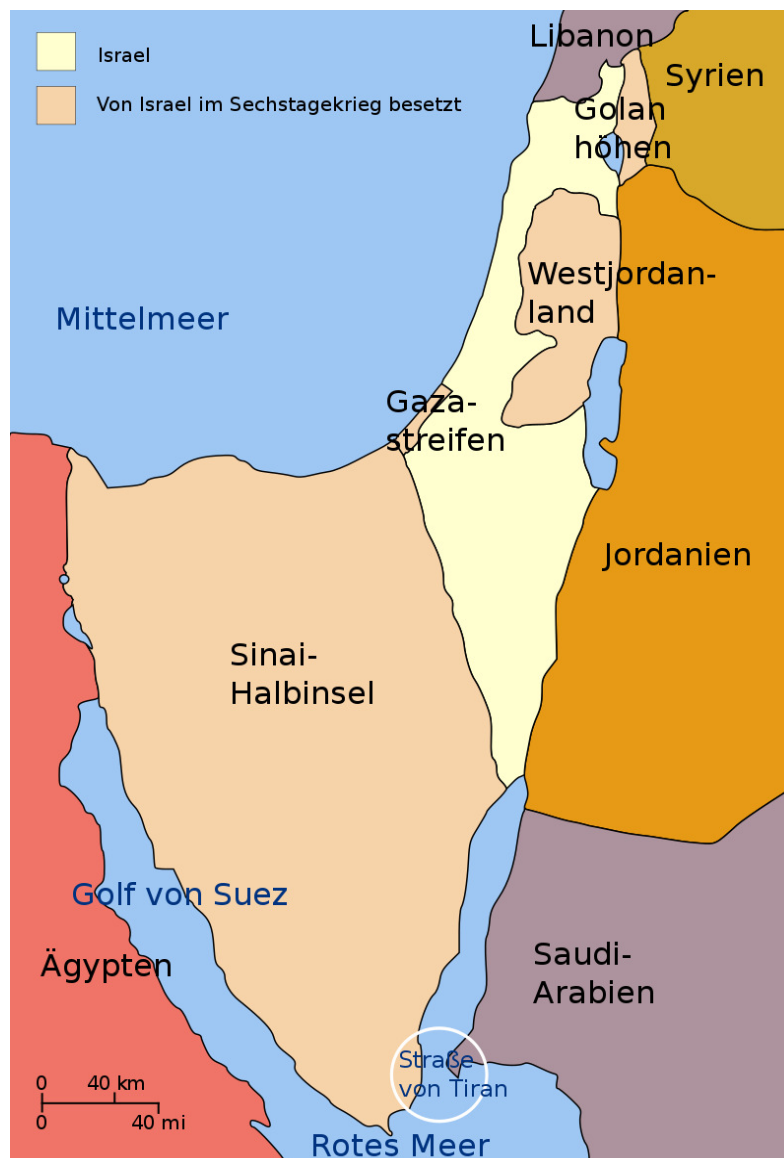 Libanon
Israel
Syrien
Von Israel im Sechstagekrieg besetzt
Golan
höhen
Westjordan-
land
Mittelmeer
Gaza-
streifen
Jordanien
Sinai-
Halbinsel
Golf von Suez
Ägypten
Saudi-
Arabien
Straße
von Tiran
0 40 km
0 40 mi
Rotes Meer